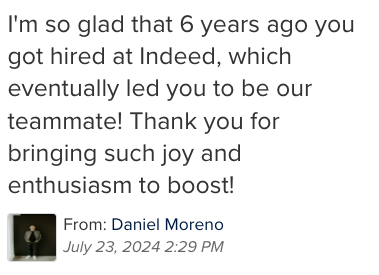 I'm so glad that 6 years ago you
got hired at Indeed, which
eventually led you to be our
teammate! Thank you for
bringing such joy and
enthusiasm to boost!
From: Daniel Moreno
July 23, 2024 2:29 PM